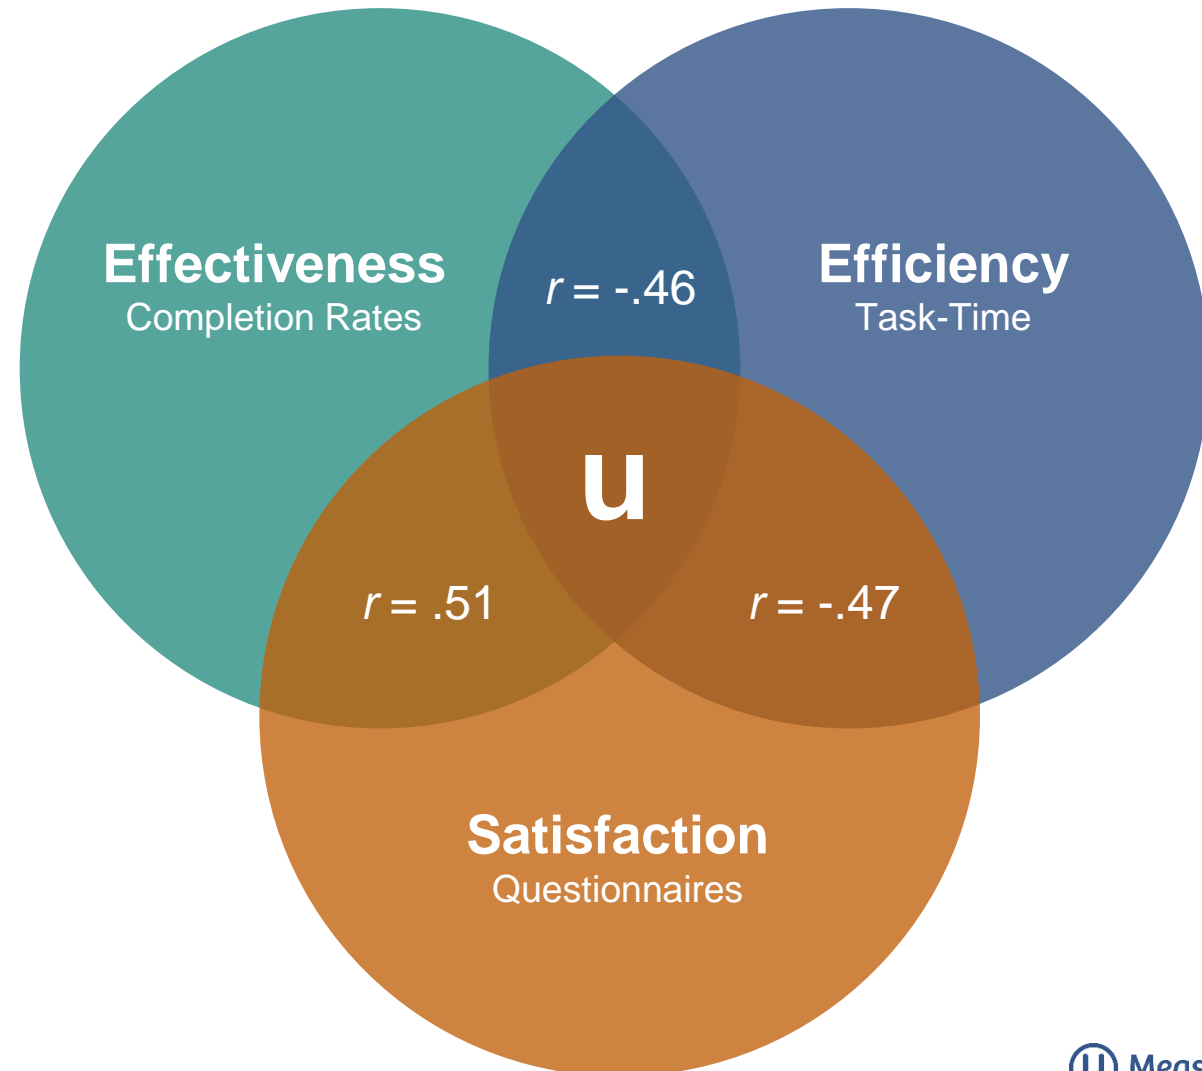 Effectiveness
Completion Rates
Efficiency
Task-Time
r = -.46
u
r = .51
r = -.47
Satisfaction
Questionnaires